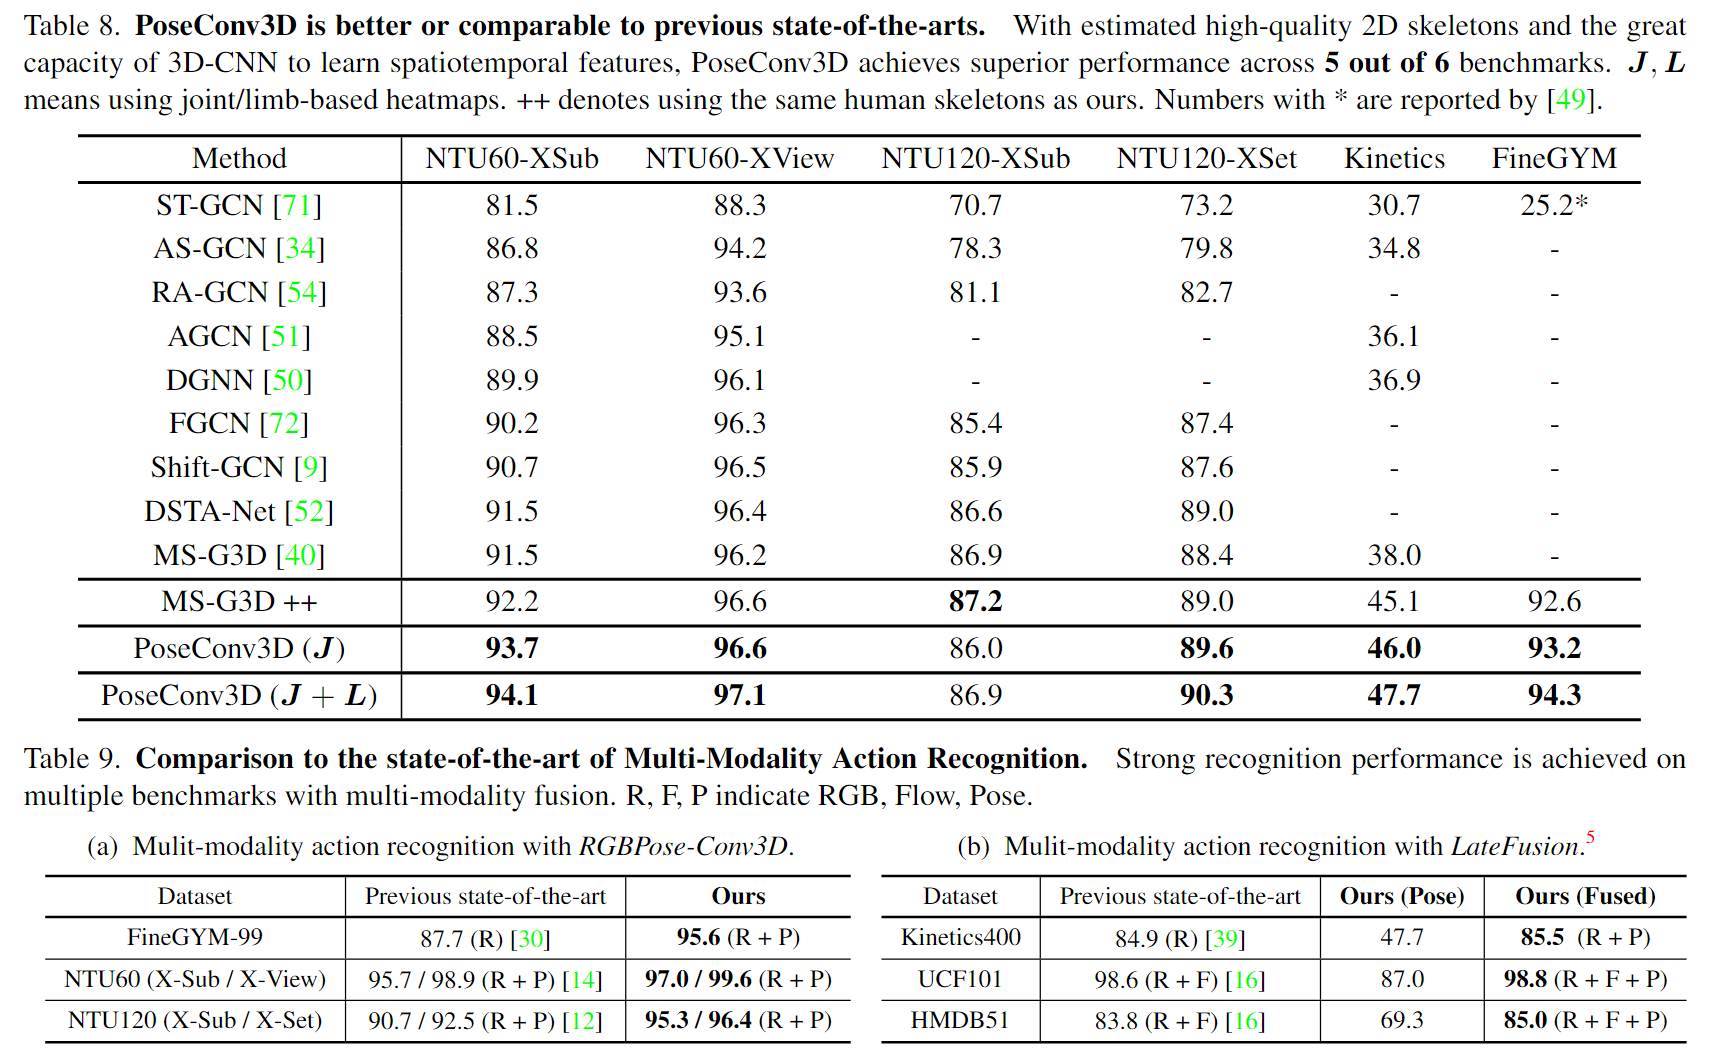 Table 8. PoseConv3D is better or comparable to previous state-of-the-arts. With estimated high-quality 2D skeletons and the great
capacity of 3D-CNN to learn spatiotemporal features, PoseConv3D achieves superior performance across 5 out of 6 benchmarks. J, L
means using joint/limb-based heatmaps. ++ denotes using the same human skeletons as ours. Numbers with * are reported by [49].
Method NTU60-XSub NTU60-XView NTU120-XSub NTU120-XSet Kinetics FineGYM
ST-GCN [71] 81.5 88.3 70.7 73.2 30.7 25.2*
AS-GCN [34] 86.8 94.2 78.3 79.8 34.8 -
RA-GCN [54] 87.3 93.6 81.1 82.7 - -
AGCN [51] 88.5 95.1 - - 36.1 -
DGNN [50] 89.9 96.1 - - 36.9 -
FGCN [72] 90.2 96.3 85.4 87.4 - -
Shift-GCN [9] 90.7 96.5 85.9 87.6 - -
DSTA-Net [52] 91.5 96.4 86.6 89.0 - -
MS-G3D [40] 91.5 96.2 86.9 88.4 38.0 -
MS-G3D ++ 92.2 96.6 87.2 89.0 45.1 92.6
PoseConv3D (J) 93.7 96.6 86.0 89.6 46.0 93.2
PoseConv3D (J + L) 94.1 97.1 86.9 90.3 47.7 94.3
Table 9. Comparison to the state-of-the-art of Multi-Modality Action Recognition. Strong recognition performance is achieved on
multiple benchmarks with multi-modality fusion. R, F, P indicate RGB, Flow, Pose.
(a) Mulit-modality action recognition with RGBPose-Conv3D.
Dataset Previous state-of-the-art Ours
FineGYM-99 87.7 (R) [30] 95.6 (R + P)
NTU60 (X-Sub / X-View) 95.7 / 98.9 (R + P) [14] 97.0 / 99.6 (R + P)
NTU120 (X-Sub / X-Set) 90.7 / 92.5 (R + P) [12] 95.3 / 96.4 (R + P)
(b) Mulit-modality action recognition with LateFusion.5
Dataset Previous state-of-the-art Ours (Pose) Ours (Fused)
Kinetics400 84.9 (R) [39] 47.7 85.5 (R + P)
UCF101 98.6 (R + F) [16] 87.0 98.8 (R + F + P)
HMDB51 83.8 (R + F) [16] 69.3 85.0 (R + F + P)